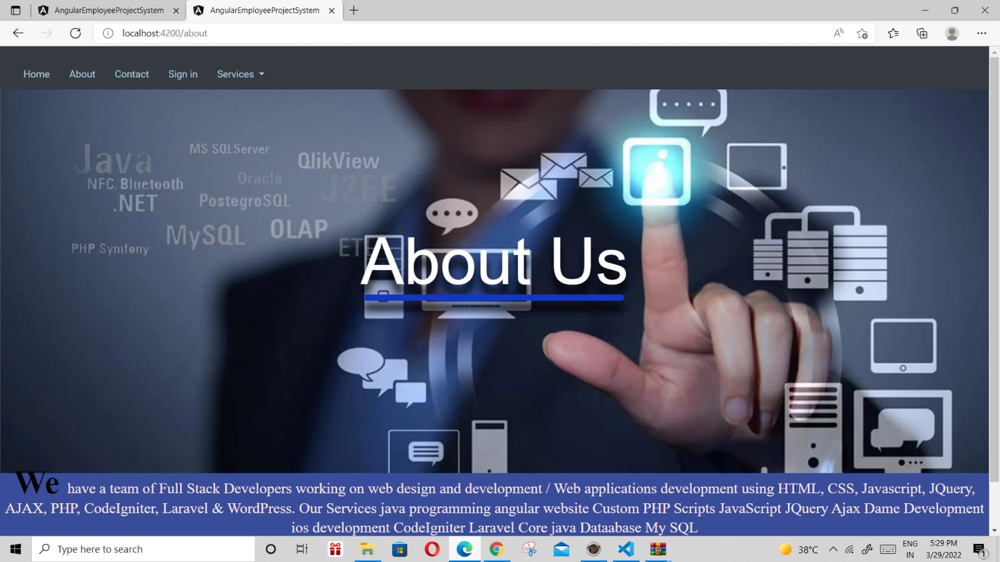 AngularEmployeeProjectSystem
AngularEmployeeProjectSystem
localhost:4200/about
Home About Contact Sign in Services
Java
MS SQLServer
QlikView
NFC/Bluetooth
Oracle
J2EE
.NET
PostegreSQL
MySQL
OLAP
PHP Symfony
About Us
We have a team of Full Stack Developers working on web design and development / Web applications development using HTML, CSS, Javascript, JQuery,
AJAX, PHP, CodeIgniter, Laravel & WordPress. Our Services java programming angular website Custom PHP Scripts JavaScript JQuery Ajax Dame Development
ios development CodeIgniter Laravel Core java Dataabase My SQL
Type here to search
38°C
ENG
IN
5:29 PM
3/29/2022
1